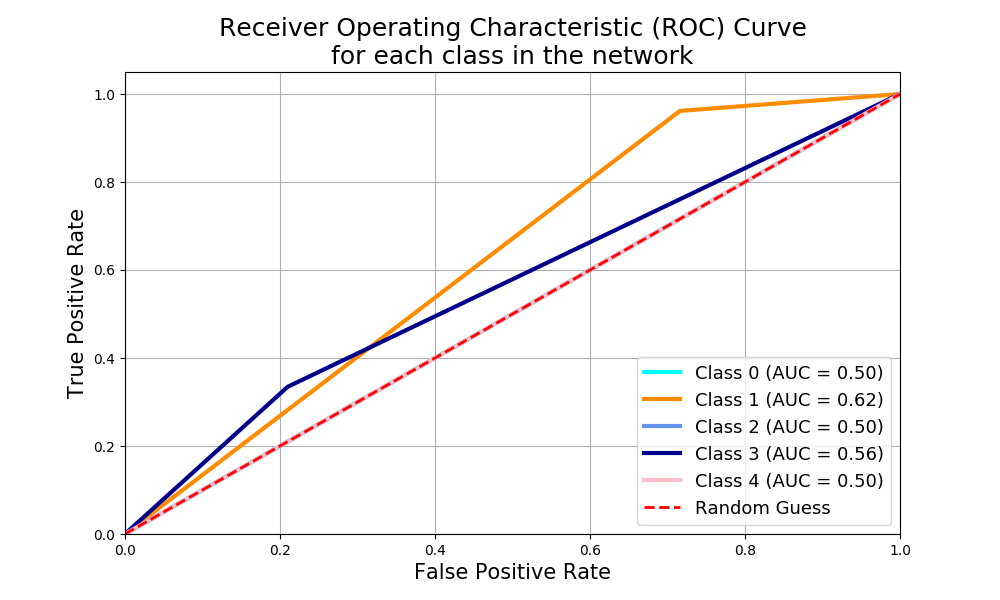 Receiver Operating Characteristic (ROC) Curve
for each class in the network
True Positive Rate
1.0
0.8
0.6
0.4
0.2
0.0
0.0
0.2
0.4
0.6
0.8
1.0
False Positive Rate
Class 0 (AUC = 0.50)
Class 1 (AUC = 0.62)
Class 2 (AUC = 0.50)
Class 3 (AUC = 0.56)
Class 4 (AUC = 0.50)
Random Guess